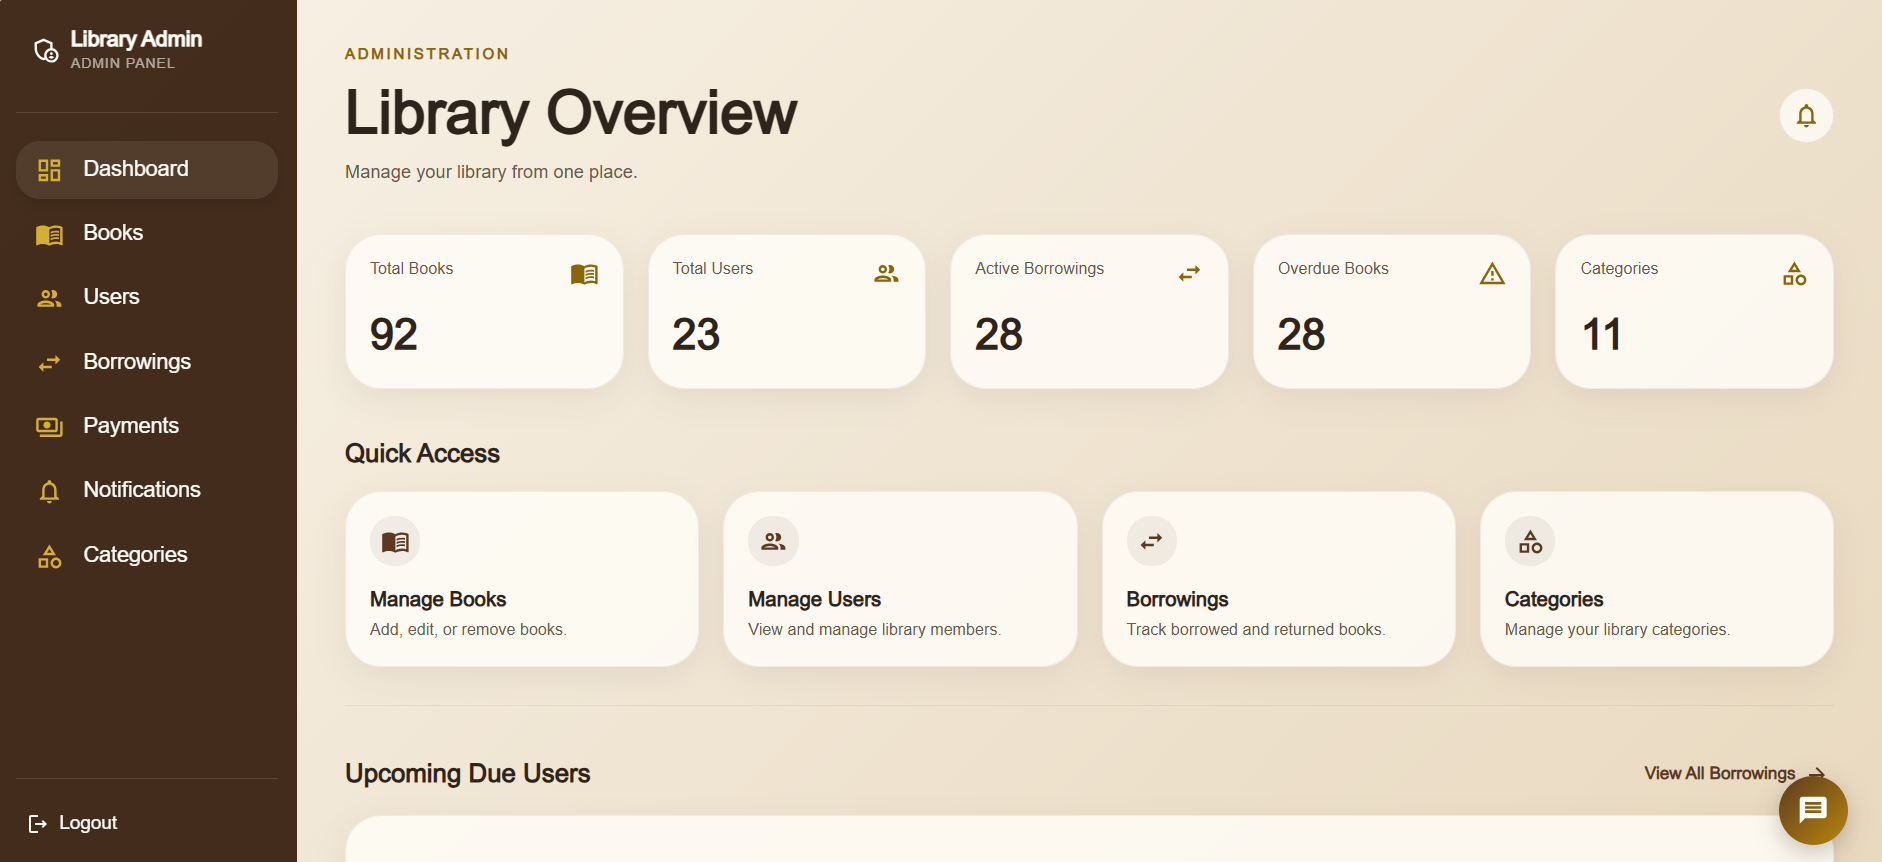 Library Admin
ADMIN PANEL
Dashboard
Books
Users
Borrowings
Payments
Notifications
Categories
Logout
ADMINISTRATION
Library Overview
Manage your library from one place.
Total Books
92
Total Users
23
Active Borrowings
28
Overdue Books
28
Categories
11
Quick Access
Manage Books
Add, edit, or remove books.
Manage Users
View and manage library members.
Borrowings
Track borrowed and returned books.
Categories
Manage your library categories.
Upcoming Due Users
View All Borrowings